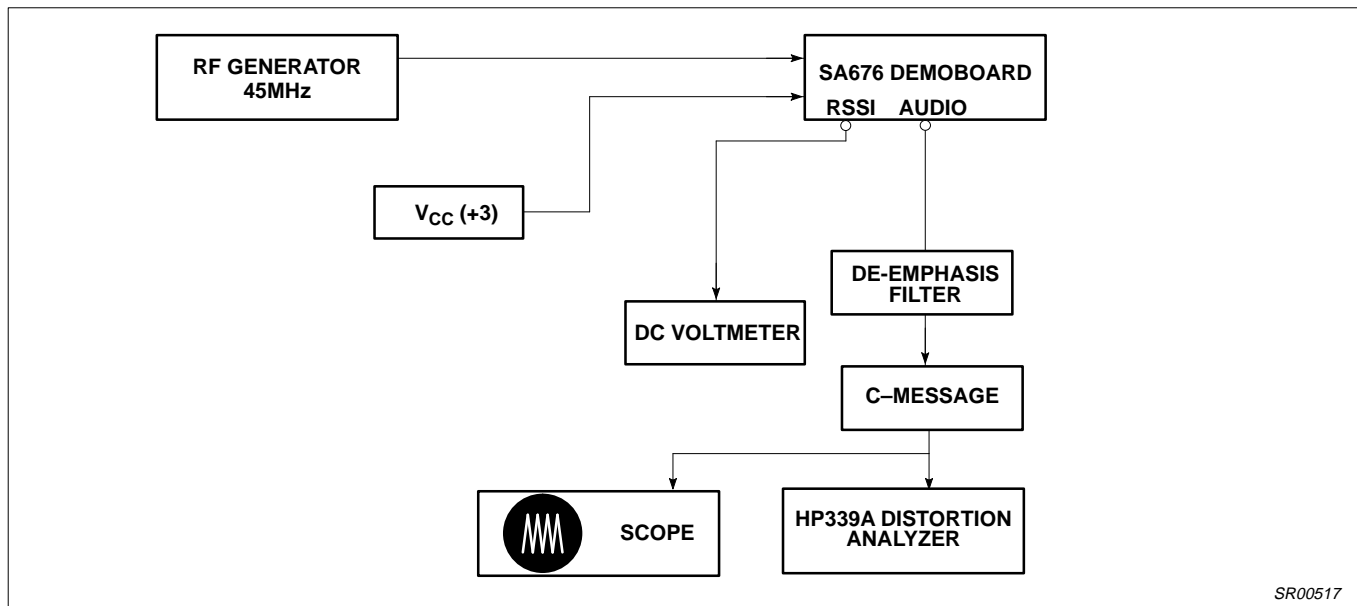 RF GENERATOR
45MHz
SA676 DEMOBOARD
RSSI AUDIO
VCC (+3)
DE-EMPHASIS
FILTER
DC VOLTMETER
C–MESSAGE
SCOPE
HP339A DISTORTION
ANALYZER
SR00517